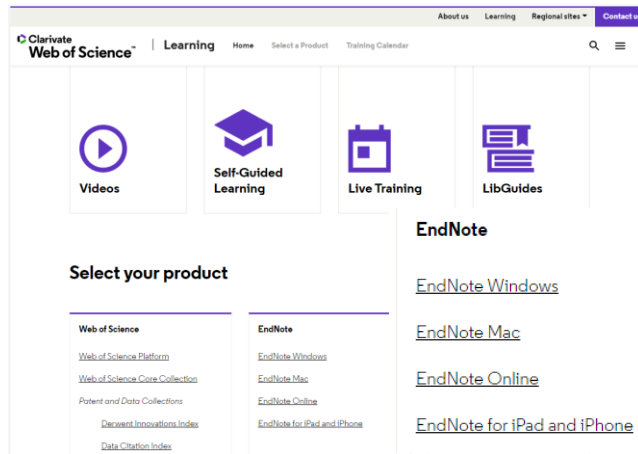 About us Learning Regional sites Contact u
Clarivate
Web of Science™ Learning Home Select a Product Training Calendar
Videos
Self-Guided
Learning
Live Training
LibGuides
Select your product
Web of Science
Web of Science Platform
Web of Science Core Collection
Patent and Data Collections
Derwent Innovations Index
Data Citation Index
EndNote
EndNote Windows
EndNote Mac
EndNote Online
EndNote for iPad and iPhone
EndNote
EndNote Windows
EndNote Mac
EndNote Online
EndNote for iPad and iPhone